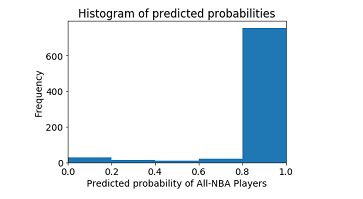 Histogram of predicted probabilities
Frequency
600
400
200
0
0.0 0.2 0.4 0.6 0.8 1.0
Predicted probability of All-NBA Players